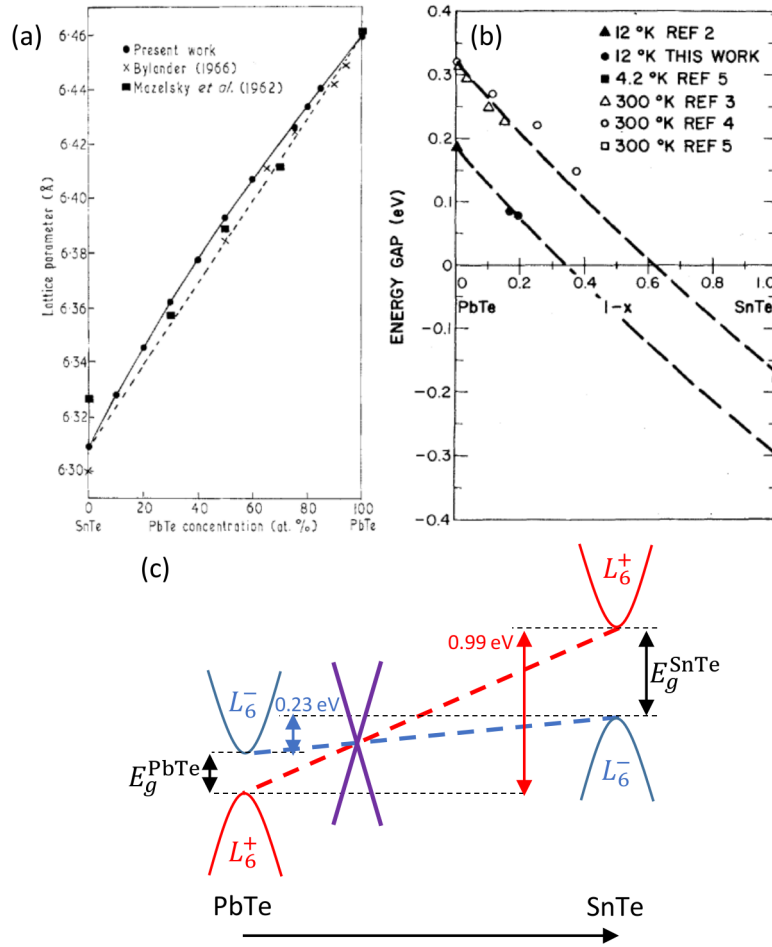 (a)
6·46
6·44
6·42
6·40
6·38
6·36
6·34
6·32
6·30
Lattice parameter (Å)
● Present work
× Bylander (1966)
■ Mazelsky et al. (1962)
0
20
40
60
80
100
SnTe
PbTe concentration (at. %)
PbTe
(b)
▲ 12 °K REF 2
● 12 °K THIS WORK
■ 4.2 °K REF 5
△ 300 °K REF 3
○ 300 °K REF 4
□ 300 °K REF 5
0.4
0.3
0.2
0.1
0
−0.1
−0.2
−0.3
−0.4
ENERGY GAP (eV)
0
0.2
0.4
0.6
0.8
1.0
PbTe
1−x
SnTe
(c)
L₆⁺
0.99 eV
E_g^SnTe
L₆⁻
0.23 eV
E_g^PbTe
L₆⁻
L₆⁺
PbTe
SnTe